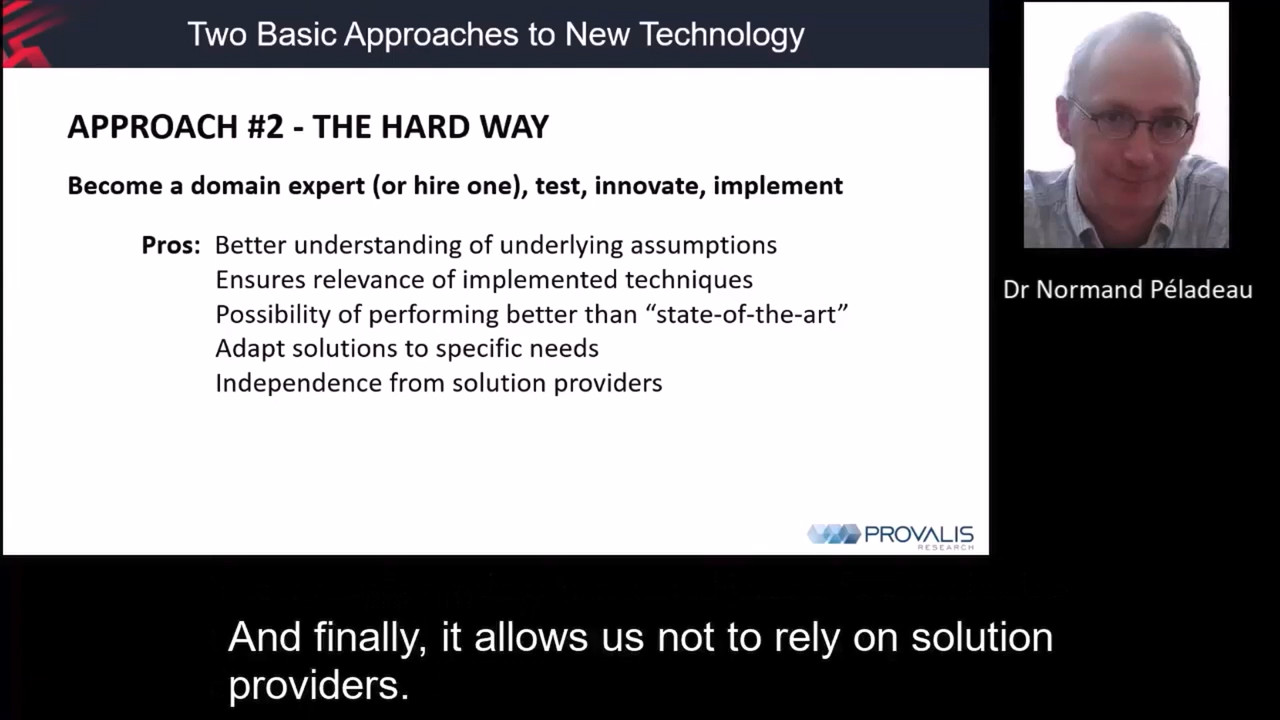 Two Basic Approaches to New Technology
APPROACH #2 - THE HARD WAY
Become a domain expert (or hire one), test, innovate, implement
Pros: Better understanding of underlying assumptions
Ensures relevance of implemented techniques
Possibility of performing better than “state-of-the-art”
Adapt solutions to specific needs
Independence from solution providers
PROVALIS
RESEARCH
Dr Normand Péladeau
And finally, it allows us not to rely on solution
providers.